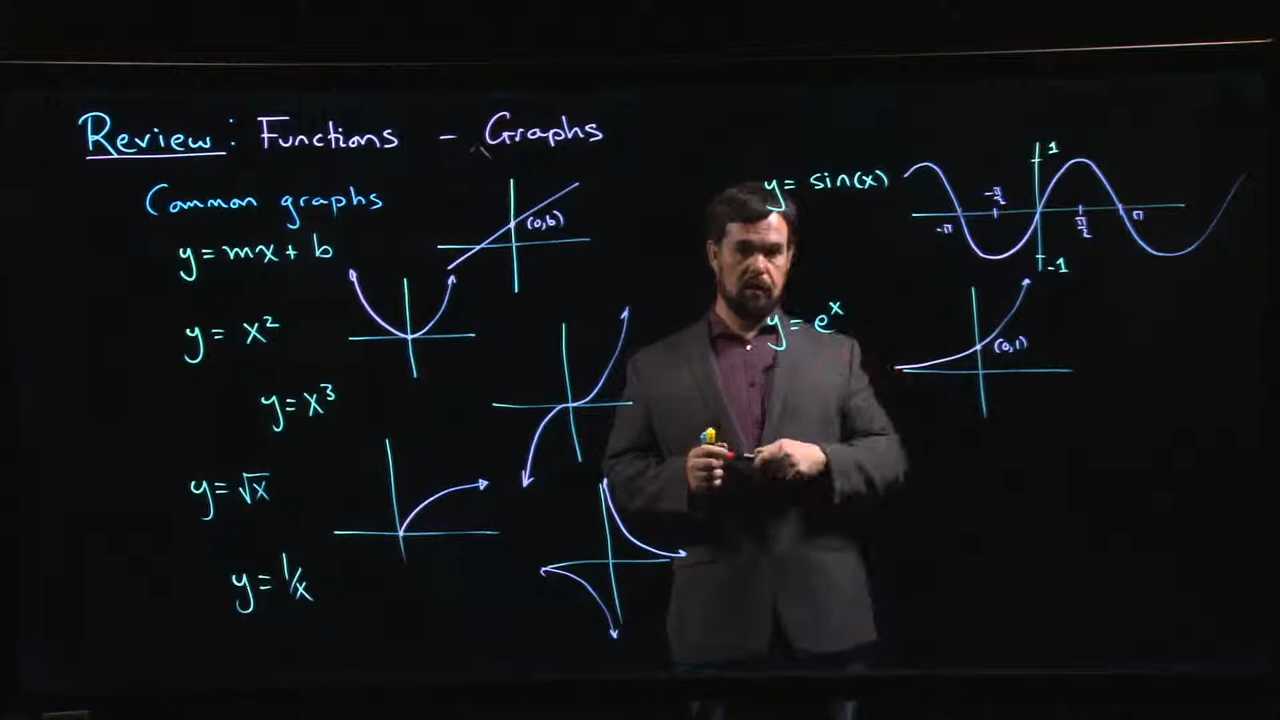 Review: Functions - Graphs
Common graphs
y = mx + b
(0,b)
y = x²
y = x³
y = √x
y = 1/x
y = sin(x)
1
-π/2
-π
π/2
π
-1
y = eˣ
(0,1)